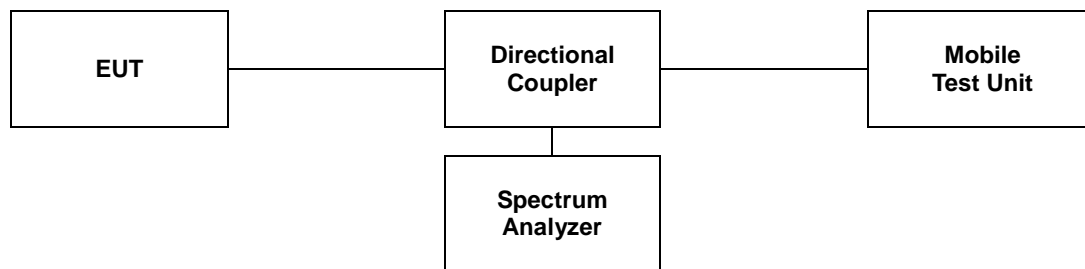 EUT
Directional
Coupler
Mobile
Test Unit
Spectrum
Analyzer